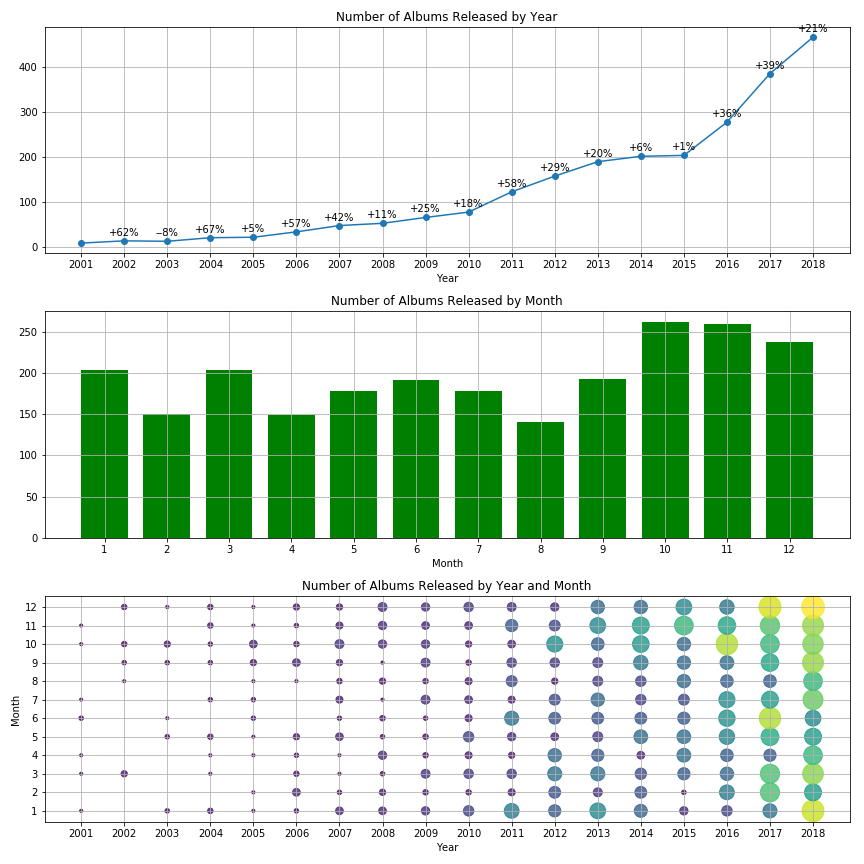 Number of Albums Released by Year
+21%
+39%
400
+36%
300
+29% +20% +6% +1%
200
+58%
+18%
100
+62% −8% +67% +5% +57% +42% +11% +25%
0
2001 2002 2003 2004 2005 2006 2007 2008 2009 2010 2011 2012 2013 2014 2015 2016 2017 2018
Year
Number of Albums Released by Month
250
200
150
100
50
0
1 2 3 4 5 6 7 8 9 10 11 12
Month
Number of Albums Released by Year and Month
12
11
10
9
8
7
6
5
4
3
2
1
Month
2001 2002 2003 2004 2005 2006 2007 2008 2009 2010 2011 2012 2013 2014 2015 2016 2017 2018
Year